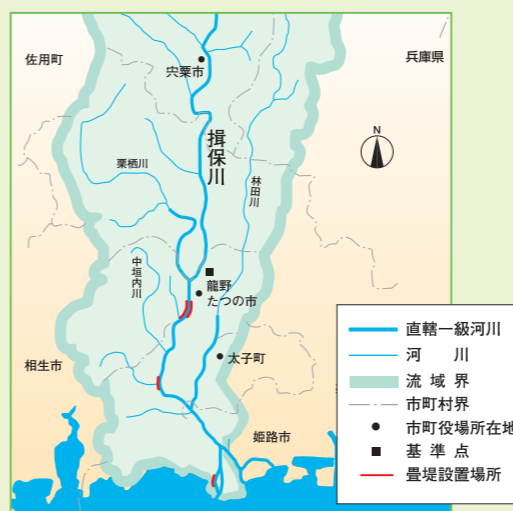 佐用町
兵庫県
宍粟市
N
揖保川
栗栖川
林田川
中垣内川
龍野
たつの市
太子町
相生市
姫路市
直轄一級河川
河 川
流域界
市町村界
市町役場所在地
基準点
畳堤設置場所